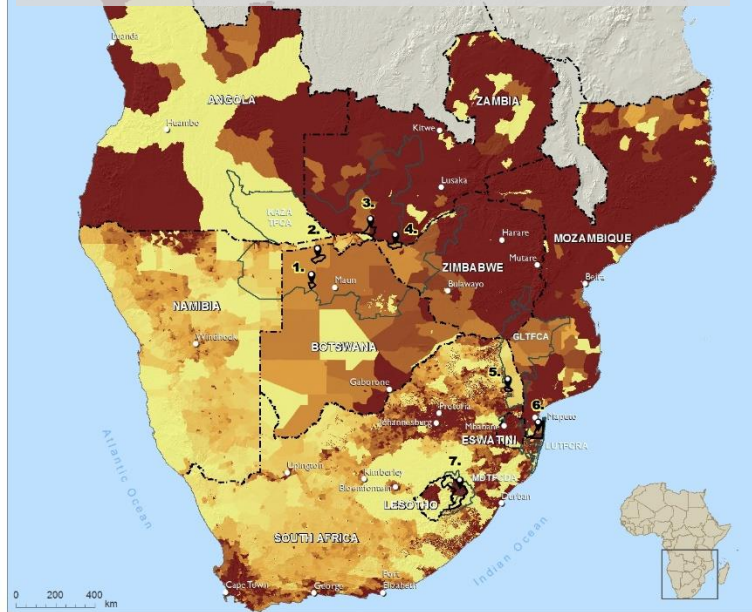 Luanda
ANGOLA
ZAMBIA
Huambo
Kitwe
Lusaka
KAZA
TFCA
3.
4.
2.
1.
Harare
MOZAMBIQUE
ZIMBABWE
Mutare
Maun
Bulawayo
Beira
NAMIBIA
Windhoek
BOTSWANA
GLTFCA
5.
Gaborone
Pretoria
Johannesburg
Mbabane
6.
Maputo
ESWATINI
LUTFCRA
Upington
Kimberley
Bloemfontein
7.
MDTFCDA
LESOTHO
Durban
SOUTH AFRICA
Atlantic Ocean
Indian Ocean
Cape Town
George
Port
Elizabeth
0 200 400
km